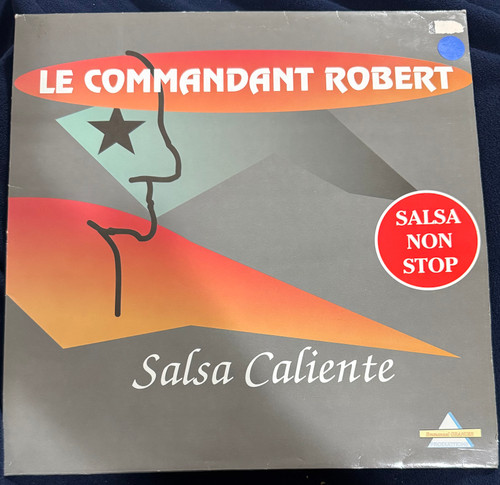 LE COMMANDANT ROBERT
SALSA
NON
STOP
Salsa Caliente